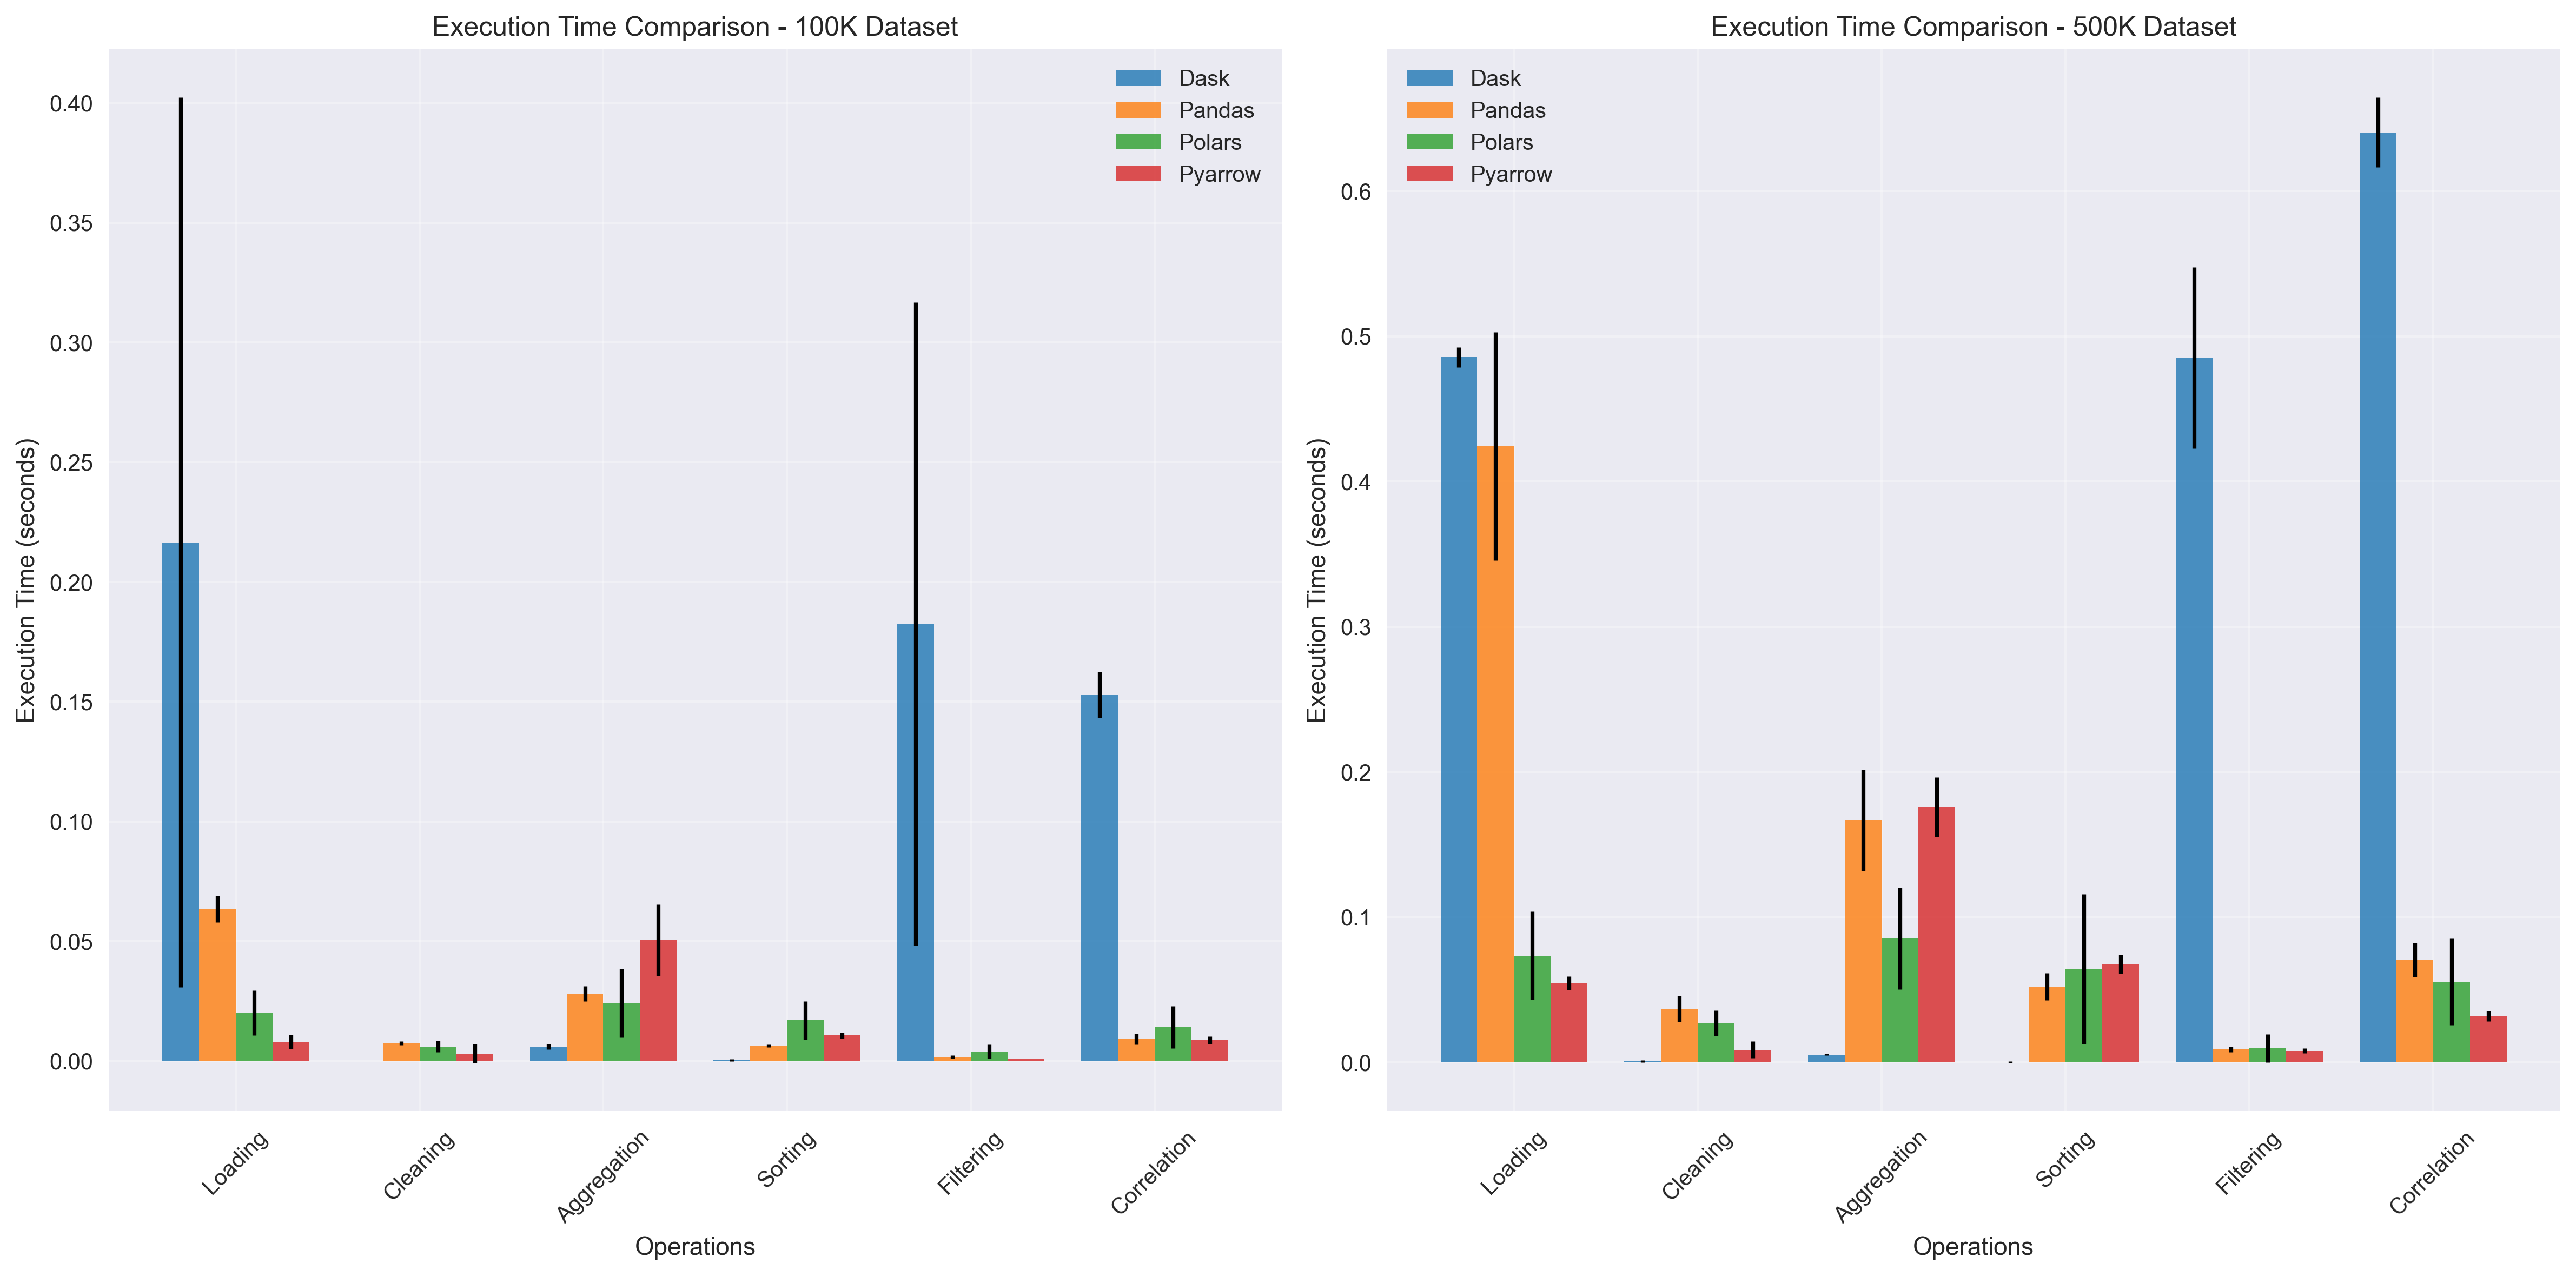 Execution Time Comparison - 100K Dataset
Execution Time (seconds)
0.40
0.35
0.30
0.25
0.20
0.15
0.10
0.05
0.00
Dask
Pandas
Polars
Pyarrow
Loading
Cleaning
Aggregation
Sorting
Filtering
Correlation
Operations
Execution Time Comparison - 500K Dataset
Execution Time (seconds)
0.6
0.5
0.4
0.3
0.2
0.1
0.0
Dask
Pandas
Polars
Pyarrow
Loading
Cleaning
Aggregation
Sorting
Filtering
Correlation
Operations